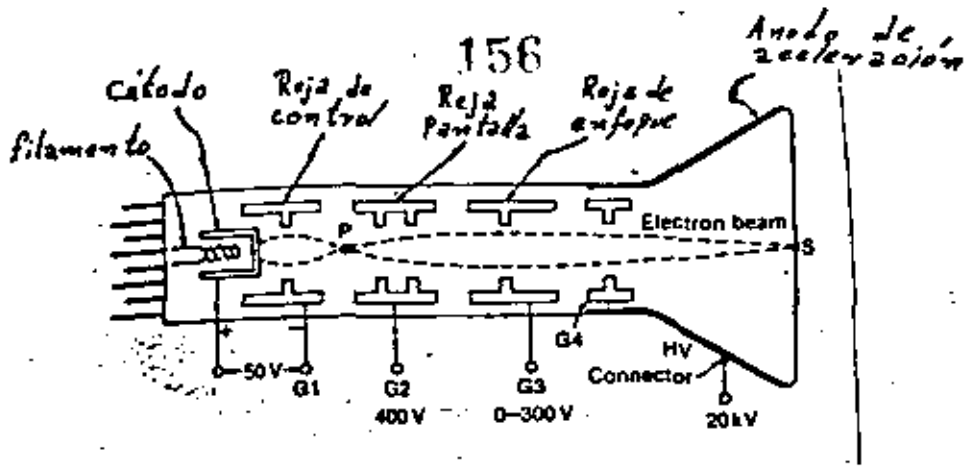 156
Anodo de
aceleración
Reja de
control
Reja
pantalla
Reja de
enfoque
cátodo
filamento
P
Electron beam
S
G4
HV
Connector
+
–
50 V
G1
G2
G3
400 V
0–300 V
20 kV